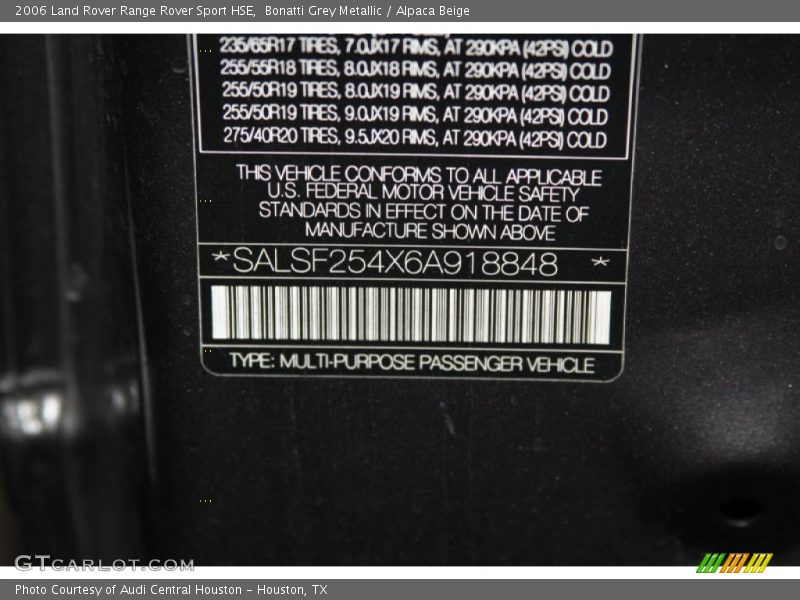 2006 Land Rover Range Rover Sport HSE, Bonatti Grey Metallic / Alpaca Beige
235/65R17 TIRES, 7.0JX17 RIMS, AT 290KPA (42PSI) COLD
255/55R18 TIRES, 8.0JX18 RIMS, AT 290KPA (42PSI) COLD
255/50R19 TIRES, 8.0JX19 RIMS, AT 290KPA (42PSI) COLD
255/50R19 TIRES, 9.0JX19 RIMS, AT 290KPA (42PSI) COLD
275/40R20 TIRES, 9.5JX20 RIMS, AT 290KPA (42PSI) COLD
THIS VEHICLE CONFORMS TO ALL APPLICABLE
U.S. FEDERAL MOTOR VEHICLE SAFETY
STANDARDS IN EFFECT ON THE DATE OF
MANUFACTURE SHOWN ABOVE
*SALSF254X6A918848 *
TYPE: MULTI-PURPOSE PASSENGER VEHICLE
GTCARLOT.COM
Photo Courtesy of Audi Central Houston - Houston, TX